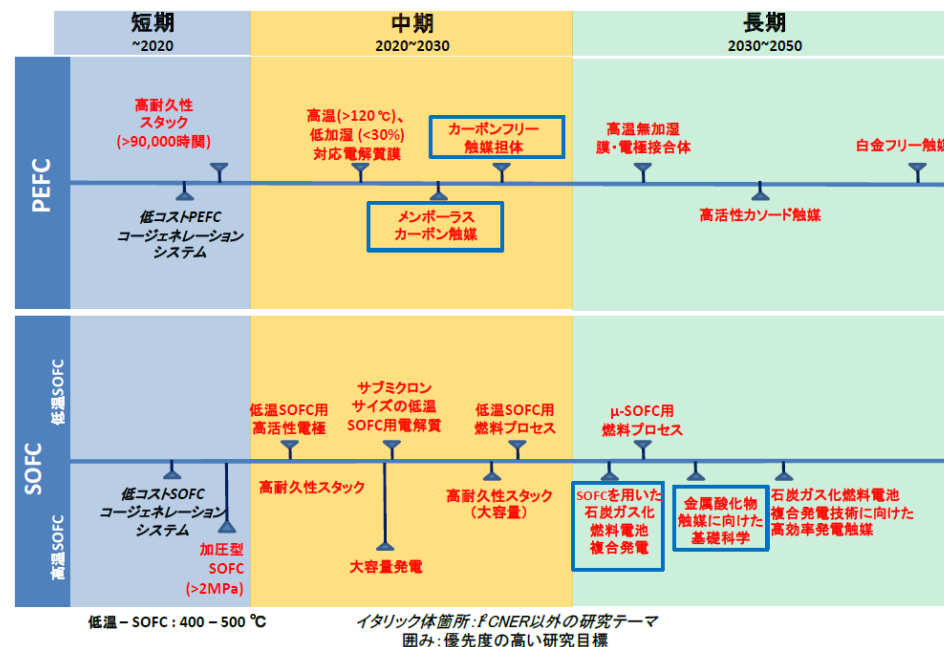 短期
~2020
中期
2020~2030
長期
2030~2050
PEFC
高耐久性
スタック
(>90,000時間)
高温(>120℃)、
低加湿(<30%)
対応電解質膜
カーボンフリー
触媒担体
高温無加湿
膜・電極接合体
白金フリー触媒
低コストPEFC
コージェネレーション
システム
メンポーラス
カーボン触媒
高活性カソード触媒
SOFC
低温SOFC
高温SOFC
低温SOFC用
高活性電極
サブミクロン
サイズの低温
SOFC用電解質
低温SOFC用
燃料プロセス
μ-SOFC用
燃料プロセス
低コストSOFC
コージェネレーション
システム
加圧型
SOFC
(>2MPa)
高耐久性スタック
大容量発電
高耐久性スタック
(大容量)
SOFCを用いた
石炭ガス化
燃料電池
複合発電
金属酸化物
触媒に向けた
基礎科学
石炭ガス化燃料電池
複合発電技術に向けた
高効率発電触媒
低温–SOFC:400–500 ℃
イタリック体箇所:I²CNER以外の研究テーマ
囲み:優先度の高い研究目標